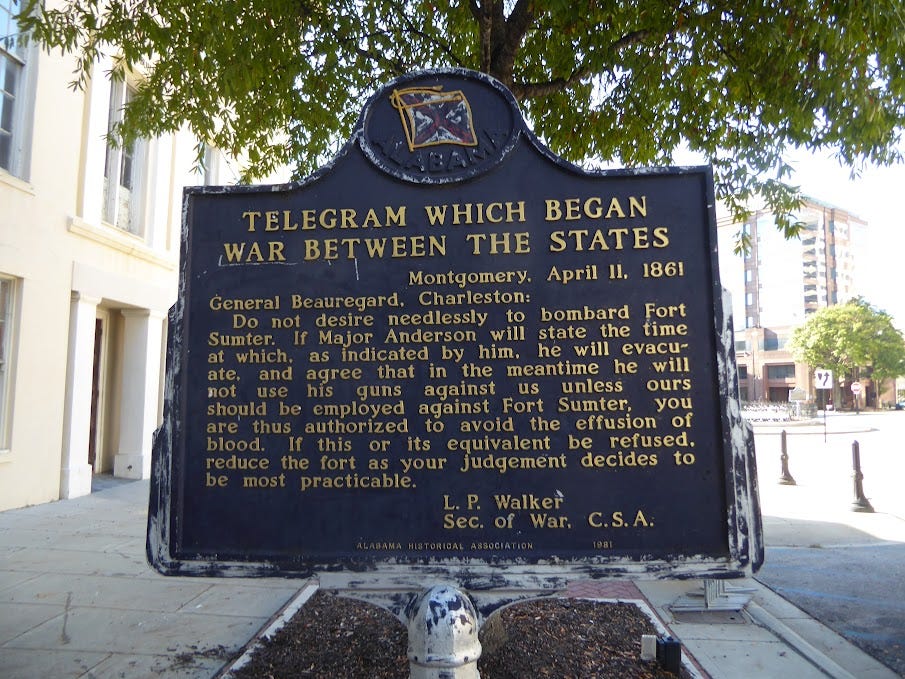 ALABAMA
TELEGRAM WHICH BEGAN
WAR BETWEEN THE STATES
Montgomery, April 11, 1861
General Beauregard, Charleston:
Do not desire needlessly to bombard Fort
Sumter. If Major Anderson will state the time
at which, as indicated by him, he will evacu-
ate, and agree that in the meantime he will
not use his guns against us unless ours
should be employed against Fort Sumter, you
are thus authorized to avoid the effusion of
blood. If this or its equivalent be refused,
reduce the fort as your judgement decides to
be most practicable.
L. P. Walker
Sec. of War, C.S.A.
ALABAMA HISTORICAL ASSOCIATION 1981